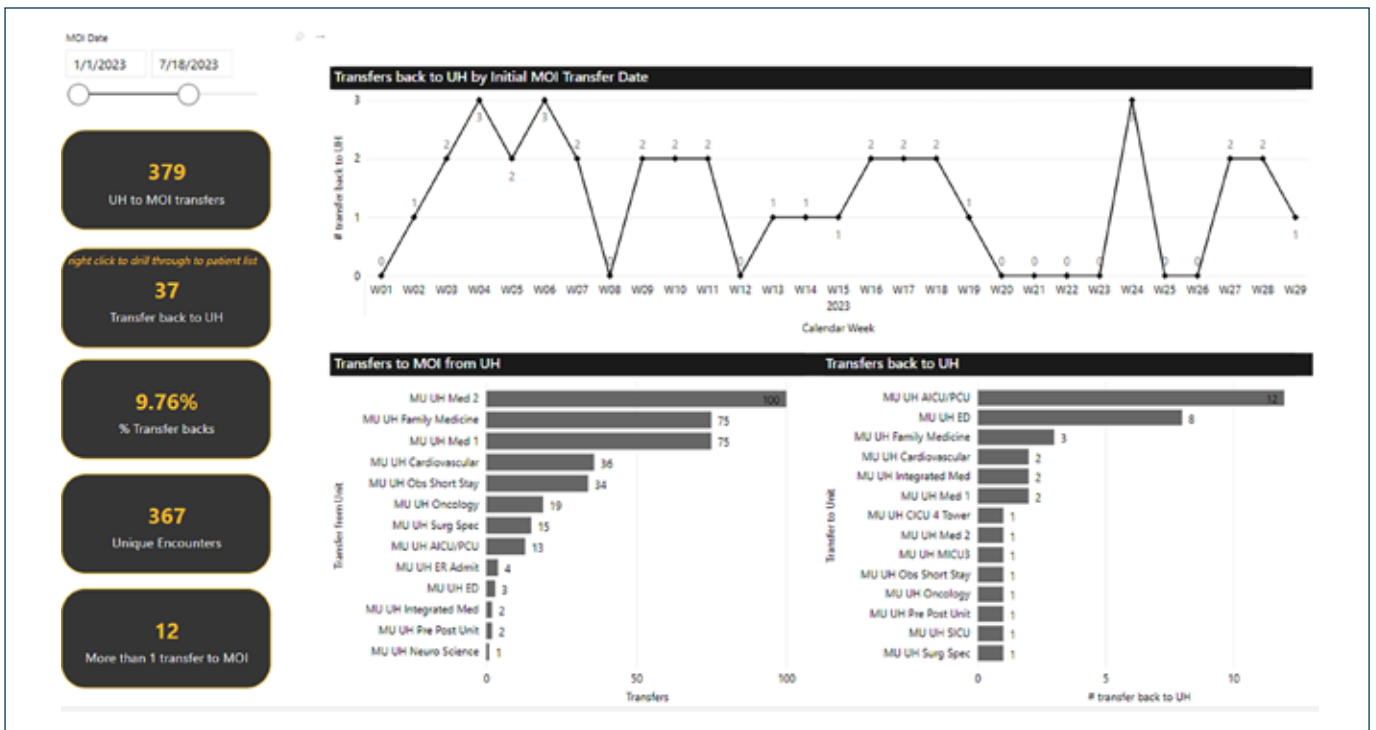 MOI Date
1/1/2023 7/18/2023
379
UH to MOI transfers
right click to drill through to patient list
37
Transfer back to UH
9.76%
% Transfer backs
367
Unique Encounters
12
More than 1 transfer to MOI
Transfers back to UH by Initial MOI Transfer Date
# transfer back to UH
3
2
1
0
0 1 2 3 2 3 2 0 2 2 2 0 1 1 1 2 2 2 1 0 0 0 0 0 0 2 2 1
W01 W02 W03 W04 W05 W06 W07 W08 W09 W10 W11 W12 W13 W14 W15 W16 W17 W18 W19 W20 W21 W22 W23 W24 W25 W26 W27 W28 W29
2023
Calendar Week
Transfers to MOI from UH
Transfer from Unit
MU UH Med 2 100
MU UH Family Medicine 75
MU UH Med 1 75
MU UH Cardiovascular 36
MU UH Obs Short Stay 34
MU UH Oncology 19
MU UH Surg Spec 15
MU UH AICU/PCU 13
MU UH ER Admit 4
MU UH ED 3
MU UH Integrated Med 2
MU UH Pre Post Unit 2
MU UH Neuro Science 1
0 50 100
Transfers
Transfers back to UH
Transfer to Unit
MU UH AICU/PCU 12
MU UH ED 8
MU UH Family Medicine 3
MU UH Cardiovascular 2
MU UH Integrated Med 2
MU UH Med 1 2
MU UH CICU 4 Tower 1
MU UH Med 2 1
MU UH MICU3 1
MU UH Obs Short Stay 1
MU UH Oncology 1
MU UH Pre Post Unit 1
MU UH SICU 1
MU UH Surg Spec 1
0 5 10
# transfer back to UH